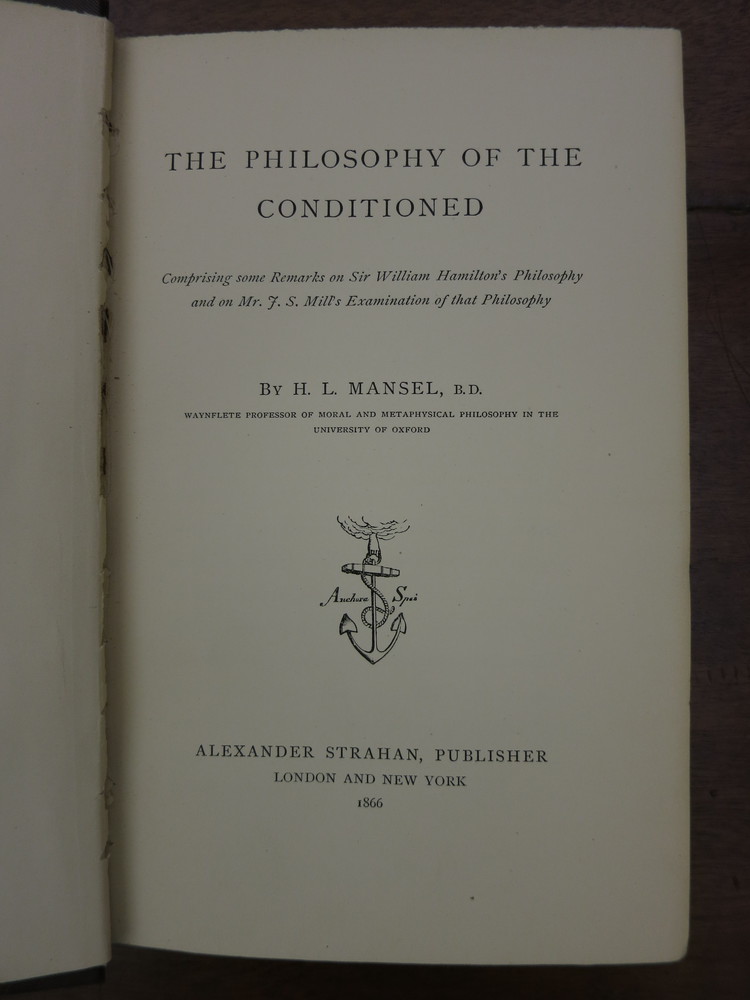 THE PHILOSOPHY OF THE
CONDITIONED
Comprising some Remarks on Sir William Hamilton's Philosophy
and on Mr. J. S. Mill's Examination of that Philosophy
By H. L. MANSEL, B.D.
WAYNFLETE PROFESSOR OF MORAL AND METAPHYSICAL PHILOSOPHY IN THE
UNIVERSITY OF OXFORD
Anchora Spei
ALEXANDER STRAHAN, PUBLISHER
LONDON AND NEW YORK
1866